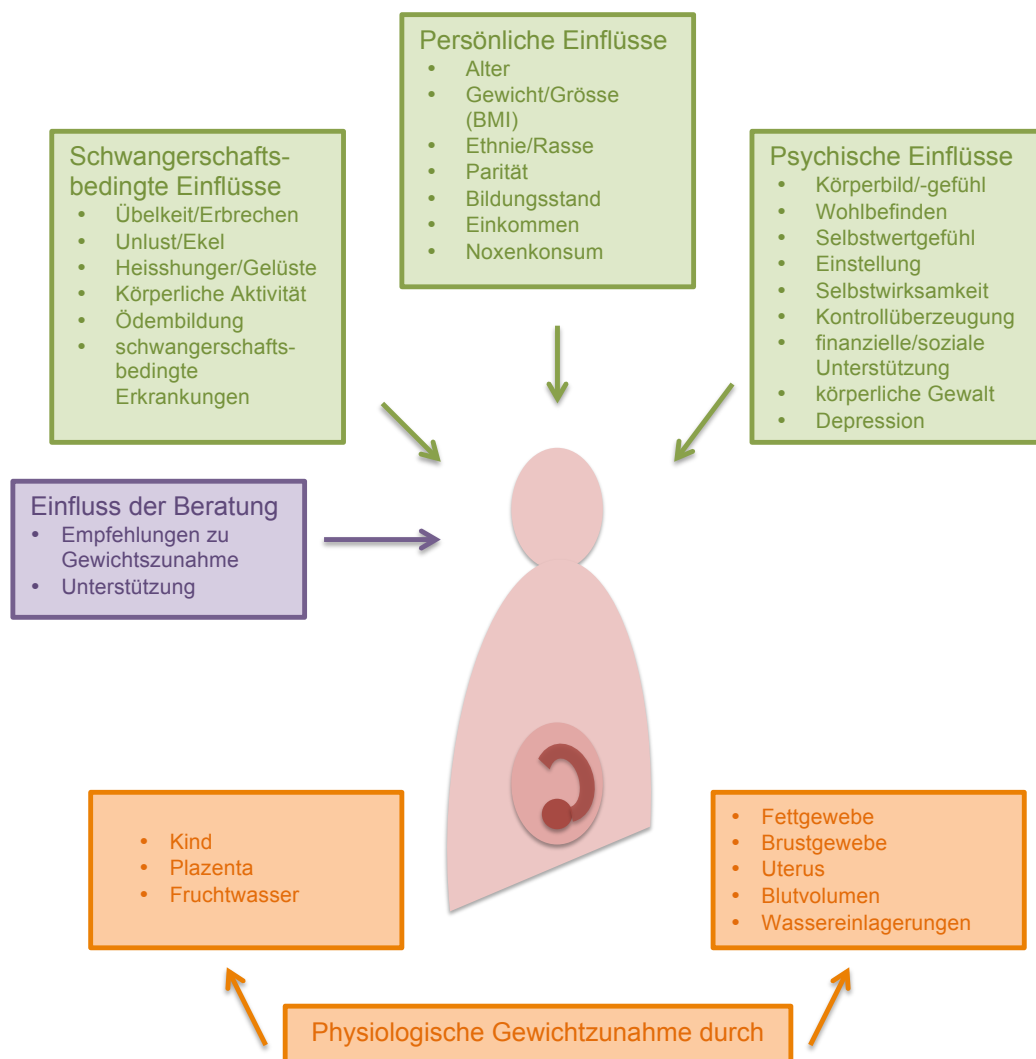 Persönliche Einflüsse
• Alter
• Gewicht/Grösse
(BMI)
• Ethnie/Rasse
• Parität
• Bildungsstand
• Einkommen
• Noxenkonsum
Schwangerschafts-
bedingte Einflüsse
• Übelkeit/Erbrechen
• Unlust/Ekel
• Heisshunger/Gelüste
• Körperliche Aktivität
• Ödembildung
• schwangerschafts-
bedingte
Erkrankungen
Psychische Einflüsse
• Körperbild/-gefühl
• Wohlbefinden
• Selbstwertgefühl
• Einstellung
• Selbstwirksamkeit
• Kontrollüberzeugung
• finanzielle/soziale
Unterstützung
• körperliche Gewalt
• Depression
Einfluss der Beratung
• Empfehlungen zu
Gewichtszunahme
• Unterstützung
• Kind
• Plazenta
• Fruchtwasser
• Fettgewebe
• Brustgewebe
• Uterus
• Blutvolumen
• Wassereinlagerungen
Physiologische Gewichtzunahme durch